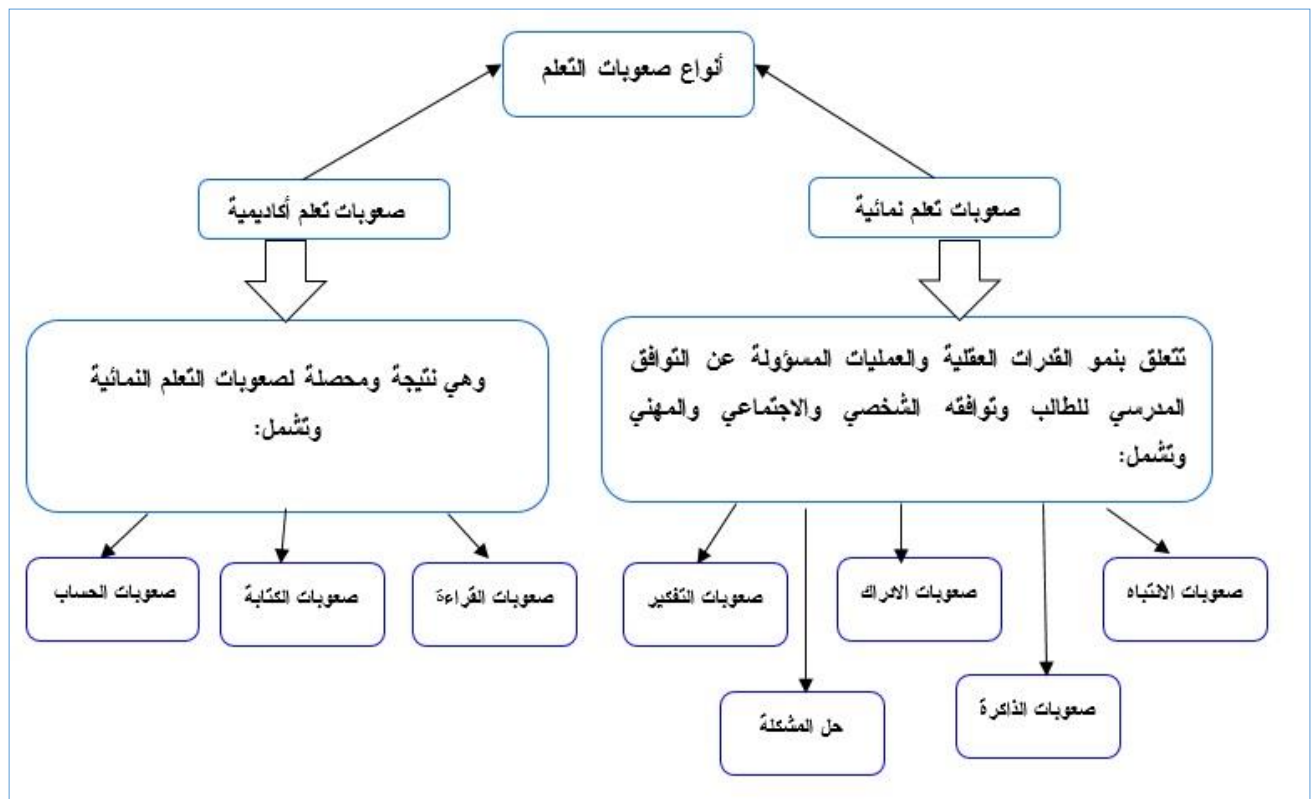 أنواع صعوبات التعلم
صعوبات تعلم نمائية
صعوبات تعلم أكاديمية
تتعلق بنمو القدرات العقلية والعمليات المسؤولة عن التوافق
المدرسي للطالب وتوافقه الشخصي والاجتماعي والمهني
وتشمل:
وهي نتيجة ومحصلة لصعوبات التعلم النمائية
وتشمل:
صعوبات الانتباه
صعوبات الادراك
صعوبات التفكير
صعوبات القراءة
صعوبات الكتابة
صعوبات الحساب
صعوبات الذاكرة
حل المشكلة